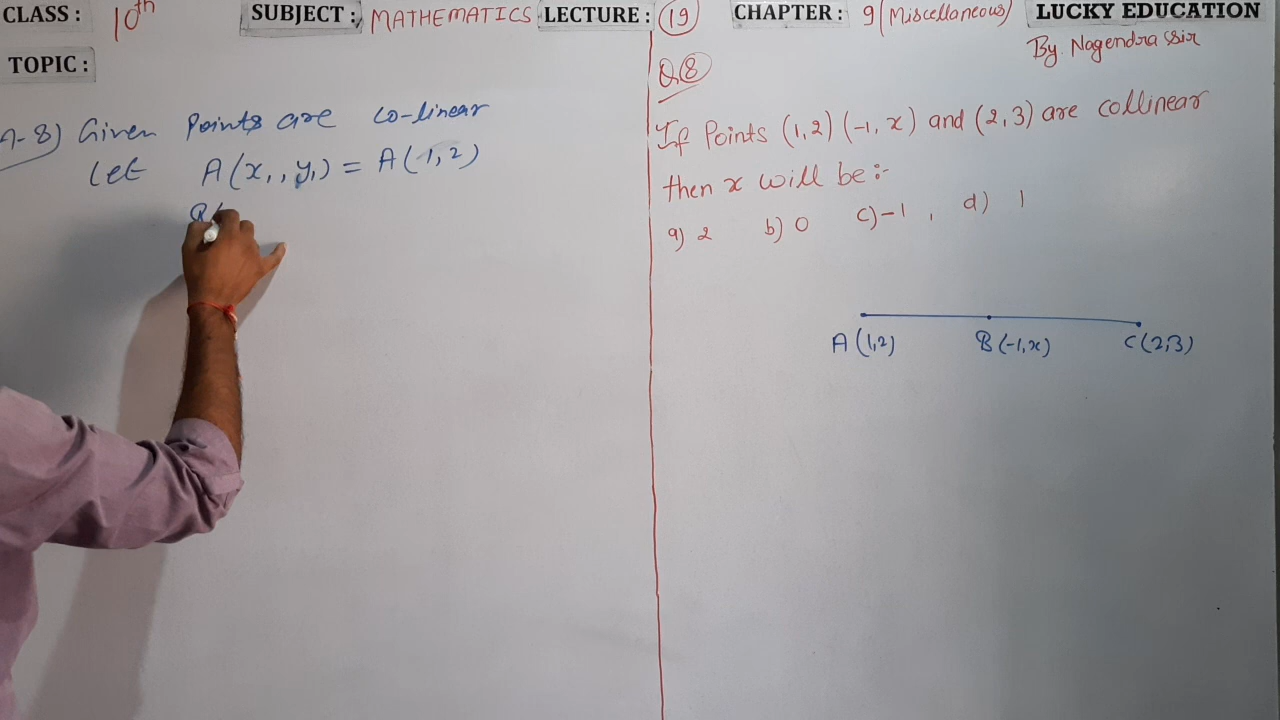 CLASS : 10th SUBJECT : MATHEMATICS LECTURE : 19 CHAPTER : 9 (Miscellaneous) LUCKY EDUCATION
By. Nagendra Sir
TOPIC :
A-8) Given Points are co-linear
Let A(x₁, y₁) = A(1,2)
B(
Q.8
If Points (1,2) (-1, x) and (2,3) are collinear
then x will be :-
a) 2 b) 0 c) -1 , d) 1
A(1,2) B(-1,x) C(2,3)